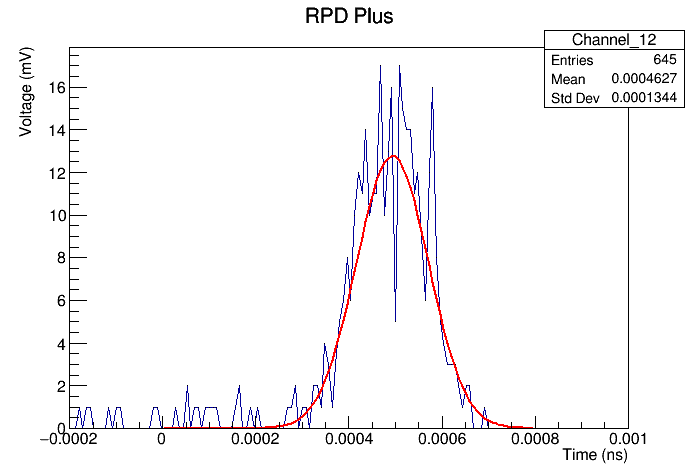 RPD Plus
Channel_12
Entries 645
Mean 0.0004627
Std Dev 0.0001344
Voltage (mV)
16
14
12
10
8
6
4
2
0
−0.0002 0 0.0002 0.0004 0.0006 0.0008 0.001
Time (ns)